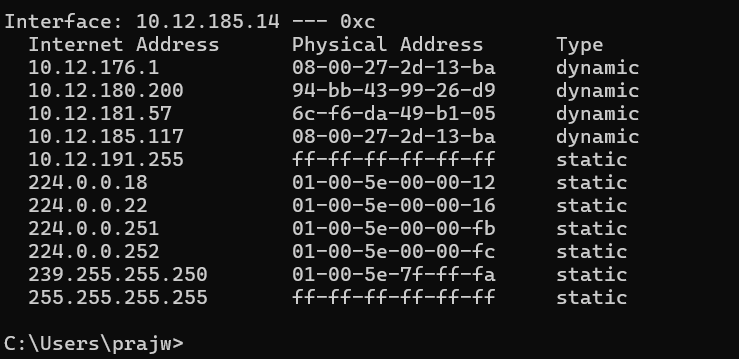 Interface: 10.12.185.14 --- 0xc
Internet Address Physical Address Type
10.12.176.1 08-00-27-2d-13-ba dynamic
10.12.180.200 94-bb-43-99-26-d9 dynamic
10.12.181.57 6c-f6-da-49-b1-05 dynamic
10.12.185.117 08-00-27-2d-13-ba dynamic
10.12.191.255 ff-ff-ff-ff-ff-ff static
224.0.0.18 01-00-5e-00-00-12 static
224.0.0.22 01-00-5e-00-00-16 static
224.0.0.251 01-00-5e-00-00-fb static
224.0.0.252 01-00-5e-00-00-fc static
239.255.255.250 01-00-5e-7f-ff-fa static
255.255.255.255 ff-ff-ff-ff-ff-ff static
C:\Users\prajw>